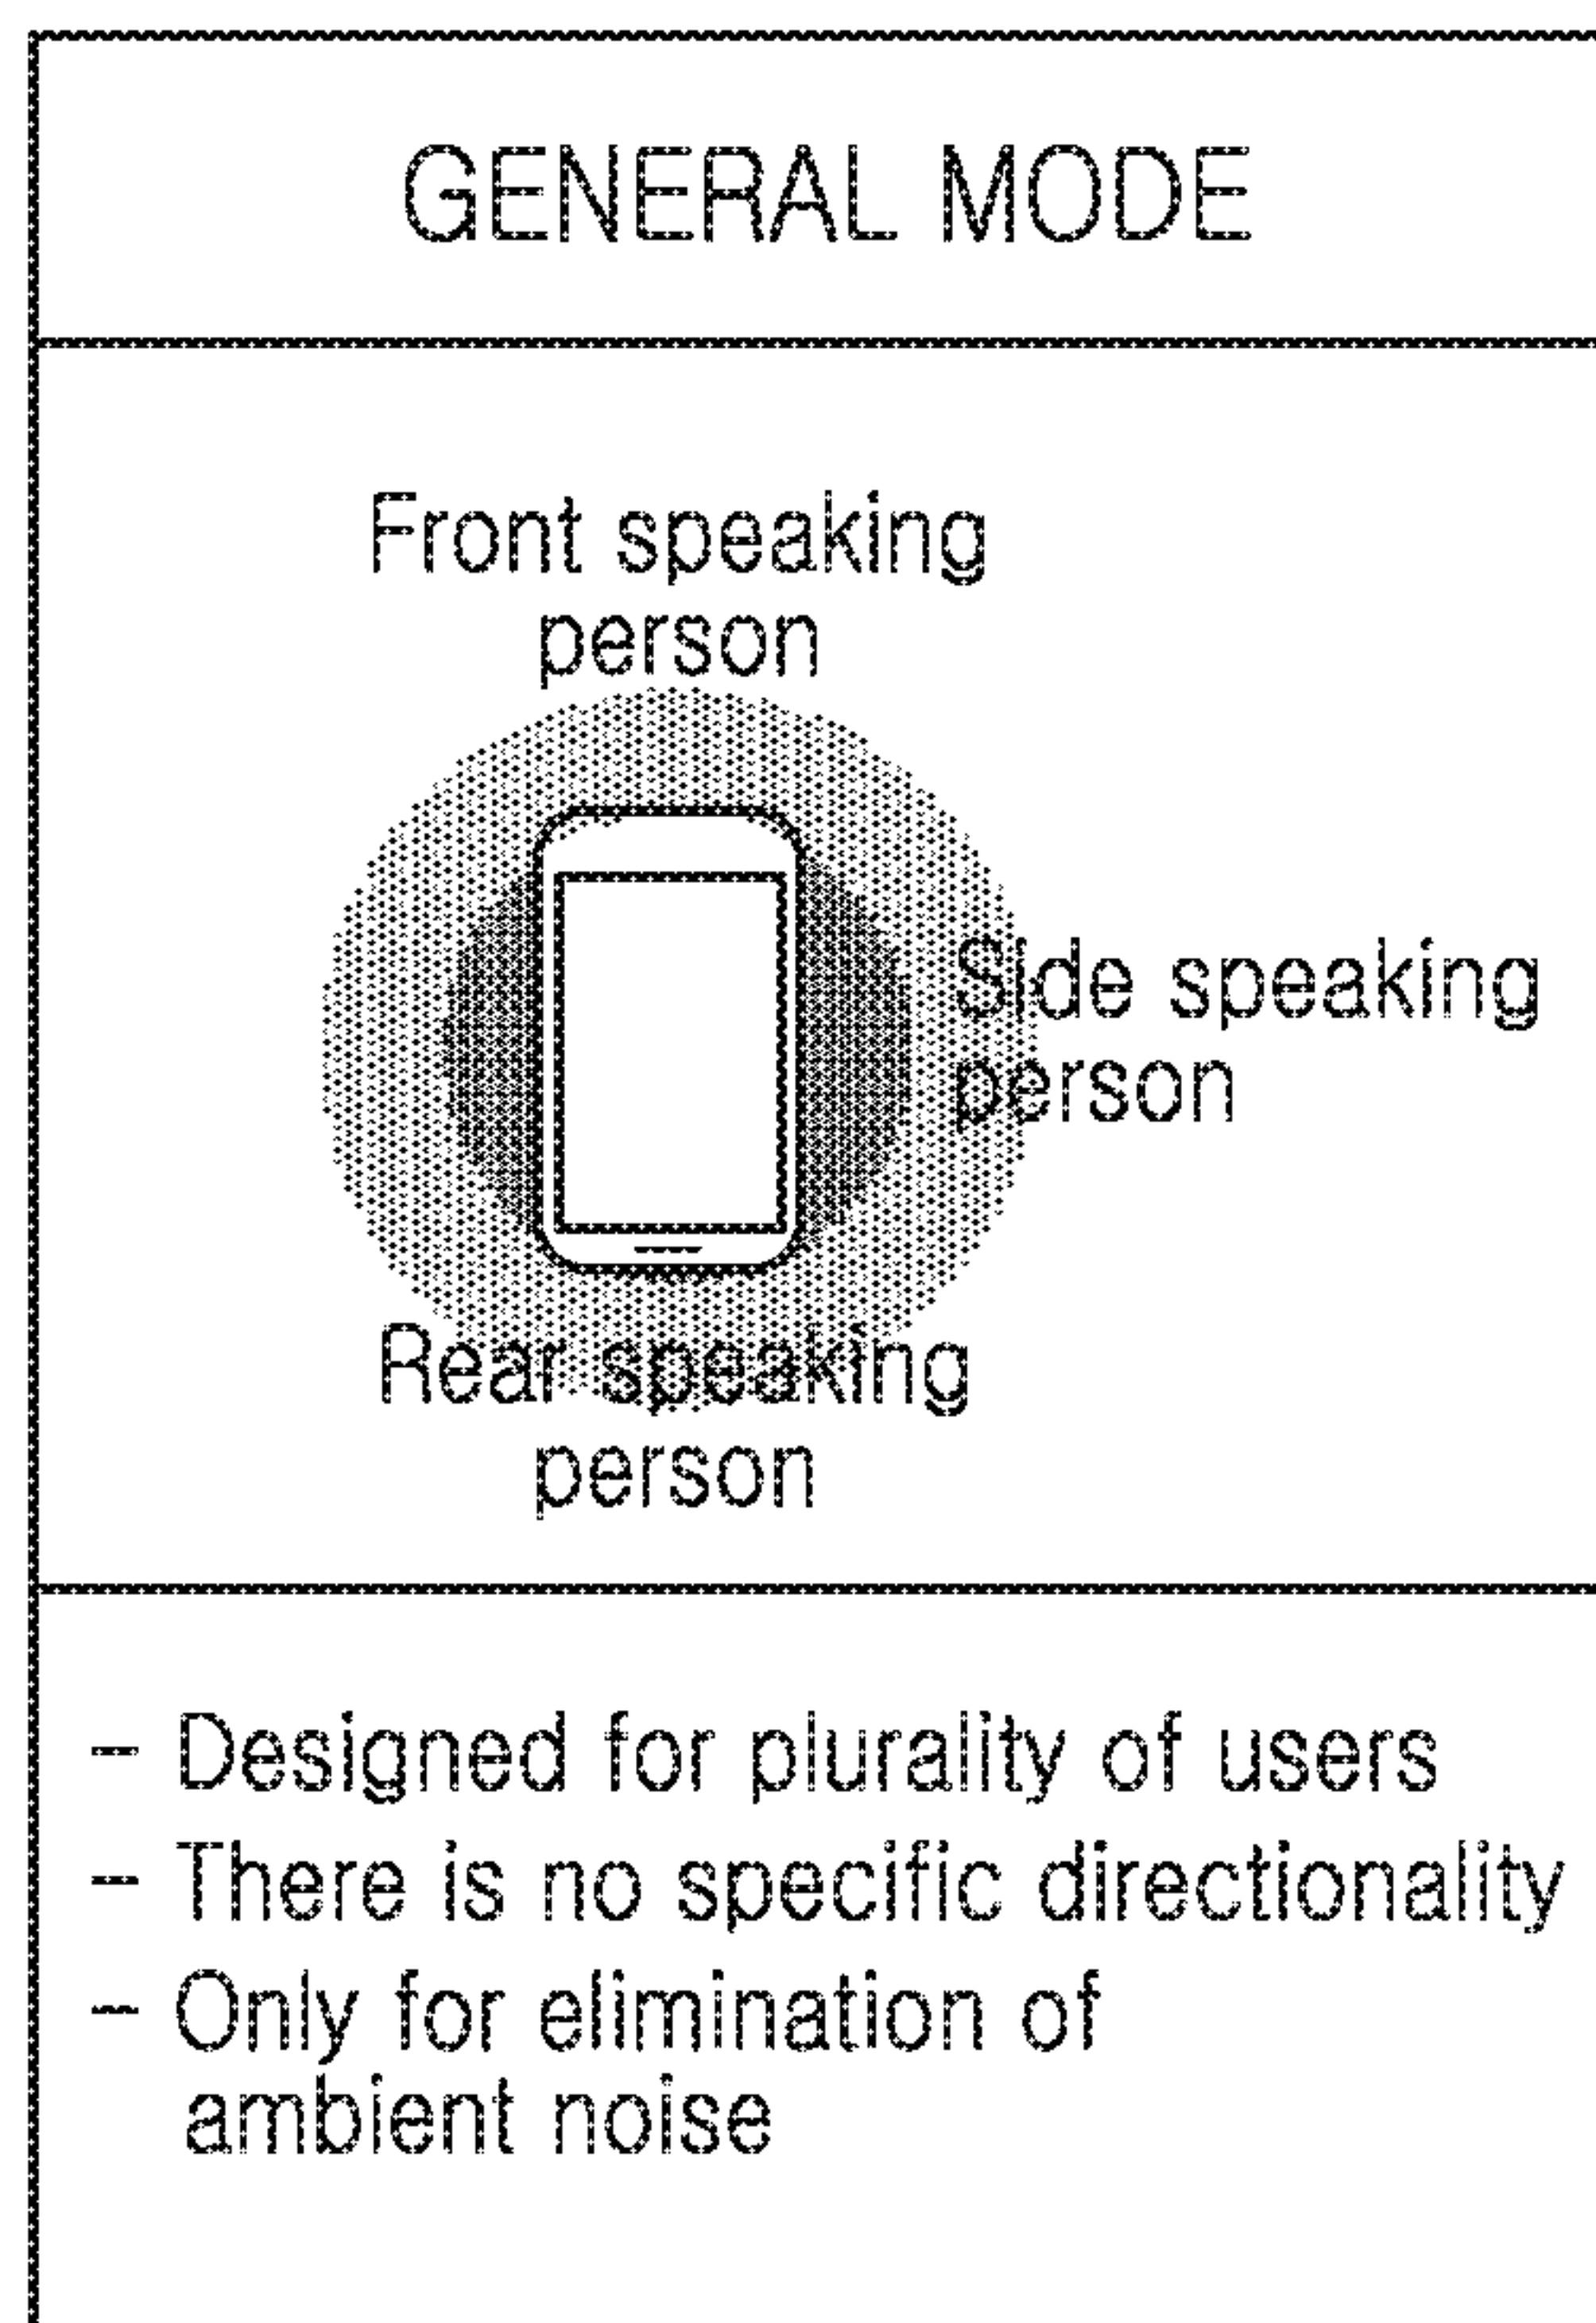 GENERAL MODE
Front speaking
person
Side speaking
person
Rear speaking
person
- Designed for plurality of users
- There is no specific directionality
- Only for elimination of
ambient noise